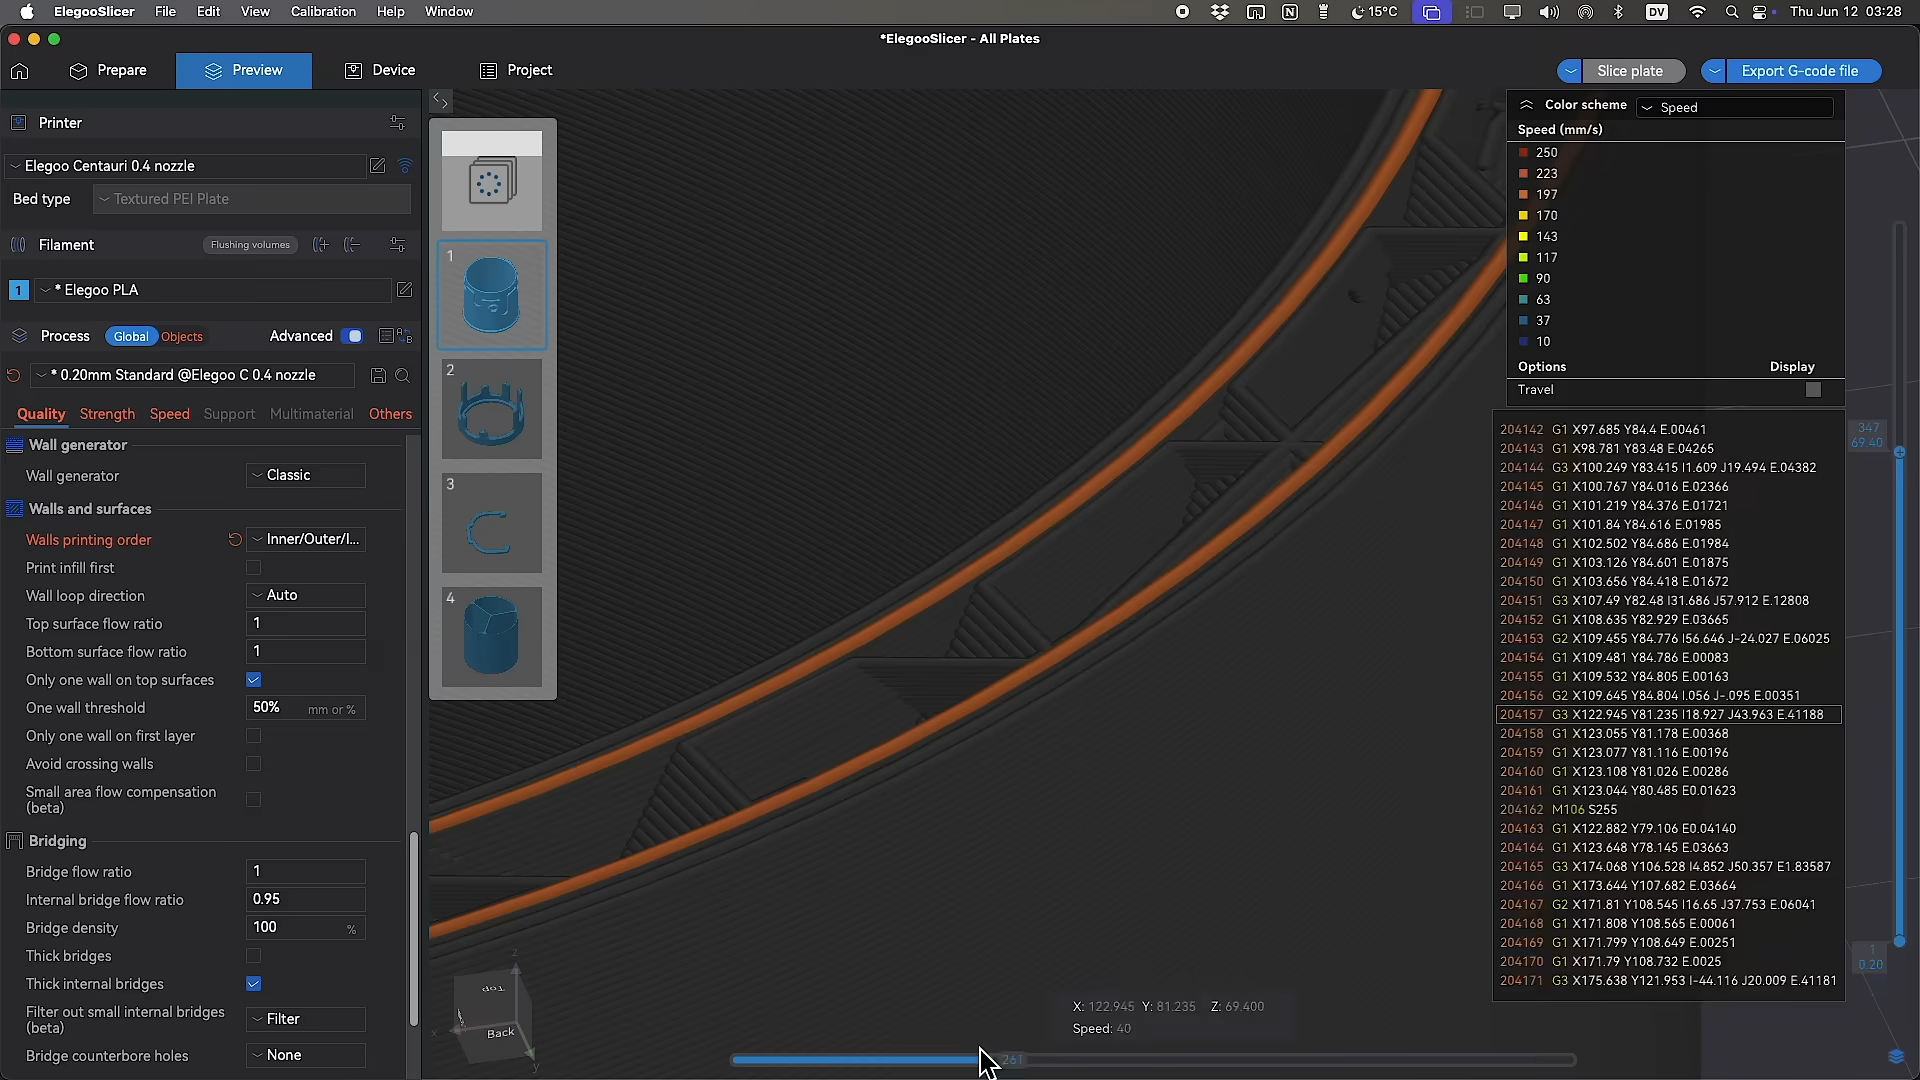 ElegooSlicer File Edit View Calibration Help Window
15°C DV Thu Jun 12 03:28
*ElegooSlicer - All Plates
Prepare Preview Device Project
Slice plate Export G-code file
Printer
Elegoo Centauri 0.4 nozzle
Bed type Textured PEI Plate
Filament Flushing volumes
1 * Elegoo PLA
Process Global Objects Advanced
* 0.20mm Standard @Elegoo C 0.4 nozzle
Quality Strength Speed Support Multimaterial Others
Wall generator
Wall generator Classic
Walls and surfaces
Walls printing order Inner/Outer/I...
Print infill first
Wall loop direction Auto
Top surface flow ratio 1
Bottom surface flow ratio 1
Only one wall on top surfaces
One wall threshold 50% mm or %
Only one wall on first layer
Avoid crossing walls
Small area flow compensation
(beta)
Bridging
Bridge flow ratio 1
Internal bridge flow ratio 0.95
Bridge density 100 %
Thick bridges
Thick internal bridges
Filter out small internal bridges
(beta) Filter
Bridge counterbore holes None
1
2
3
4
Color scheme Speed
Speed (mm/s)
250
223
197
170
143
117
90
63
37
10
Options Display
Travel
204142 G1 X97.685 Y84.4 E.00461
204143 G1 X98.781 Y83.48 E.04265
204144 G3 X100.249 Y83.415 I1.609 J19.494 E.04382
204145 G1 X100.767 Y84.016 E.02366
204146 G1 X101.219 Y84.376 E.01721
204147 G1 X101.84 Y84.616 E.01985
204148 G1 X102.502 Y84.686 E.01984
204149 G1 X103.126 Y84.601 E.01875
204150 G1 X103.656 Y84.418 E.01672
204151 G3 X107.49 Y82.48 I31.686 J57.912 E.12808
204152 G1 X108.635 Y82.929 E.03665
204153 G2 X109.455 Y84.776 I56.646 J-24.027 E.06025
204154 G1 X109.481 Y84.786 E.00083
204155 G1 X109.532 Y84.805 E.00163
204156 G2 X109.645 Y84.804 I.056 J-.095 E.00351
204157 G3 X122.945 Y81.235 I18.927 J43.963 E.41188
204158 G1 X123.055 Y81.178 E.00368
204159 G1 X123.077 Y81.116 E.00196
204160 G1 X123.108 Y81.026 E.00286
204161 G1 X123.044 Y80.485 E0.01623
204162 M106 S255
204163 G1 X122.882 Y79.106 E0.04140
204164 G1 X123.648 Y78.145 E.03663
204165 G3 X174.068 Y106.528 I4.852 J50.357 E1.83587
204166 G1 X173.644 Y107.682 E.03664
204167 G2 X171.81 Y108.545 I16.65 J37.753 E.06041
204168 G1 X171.808 Y108.565 E.00061
204169 G1 X171.799 Y108.649 E.00251
204170 G1 X171.79 Y108.732 E.0025
204171 G3 X175.638 Y121.953 I-44.116 J20.009 E.41181
347
69.40
1
0.20
z
Top
Back
x
y
X: 122.945 Y: 81.235 Z: 69.400
Speed: 40
261